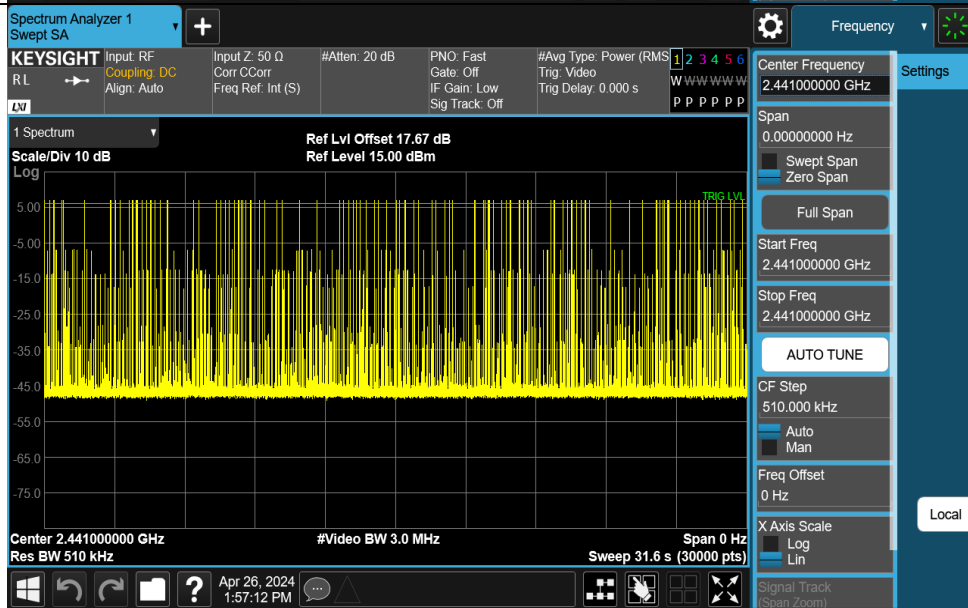 Spectrum Analyzer 1
Swept SA
+
Frequency
KEYSIGHT
RL
LXI
Input: RF
Coupling: DC
Align: Auto
Input Z: 50 Ω
Corr CCorr
Freq Ref: Int (S)
#Atten: 20 dB
PNO: Fast
Gate: Off
IF Gain: Low
Sig Track: Off
#Avg Type: Power (RMS
Trig: Video
Trig Delay: 0.000 s
1 2 3 4 5 6
W W W W W W
P P P P P P
1 Spectrum
Scale/Div 10 dB
Log
Ref Lvl Offset 17.67 dB
Ref Level 15.00 dBm
TRIG LVL
5.00
-5.00
-15.0
-25.0
-35.0
-45.0
-55.0
-65.0
-75.0
Center 2.441000000 GHz
Res BW 510 kHz
#Video BW 3.0 MHz
Span 0 Hz
Sweep 31.6 s (30000 pts)
?
Apr 26, 2024
1:57:12 PM
Center Frequency
2.441000000 GHz
Span
0.00000000 Hz
Swept Span
Zero Span
Full Span
Start Freq
2.441000000 GHz
Stop Freq
2.441000000 GHz
AUTO TUNE
CF Step
510.000 kHz
Auto
Man
Freq Offset
0 Hz
X Axis Scale
Log
Lin
Signal Track
(Span Zoom)
Settings
Local